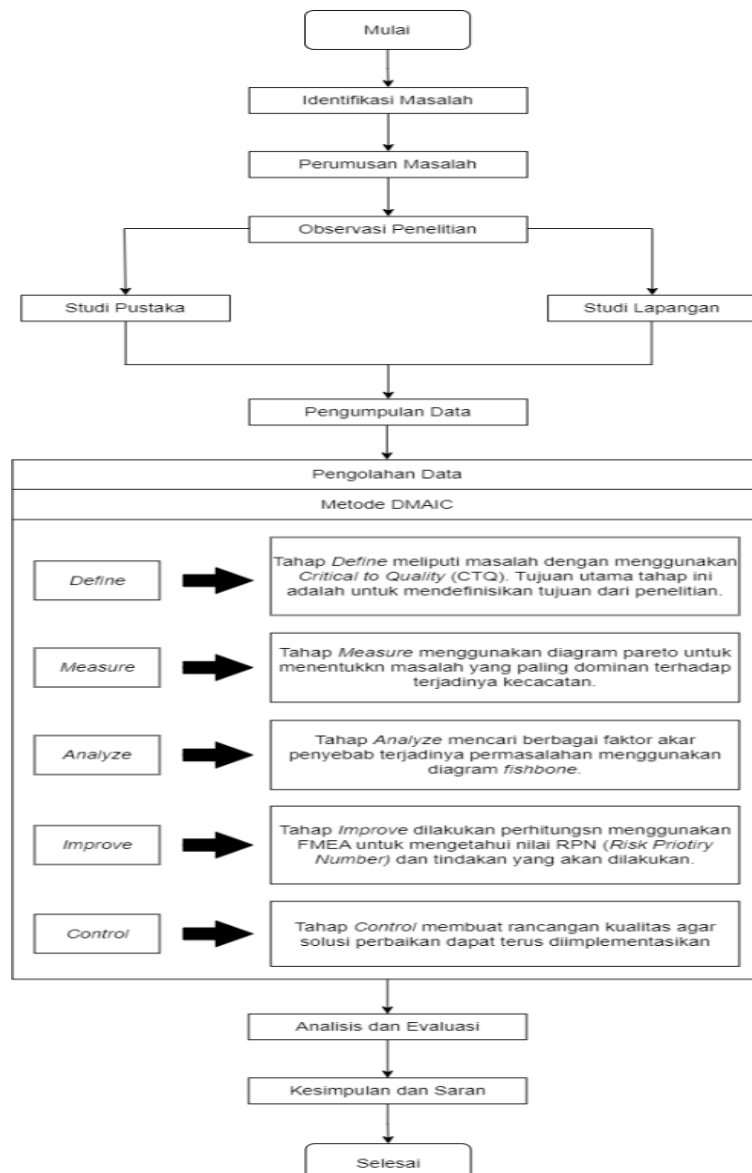 Mulai
Identifikasi Masalah
Perumusan Masalah
Observasi Penelitian
Studi Pustaka
Studi Lapangan
Pengumpulan Data
Pengolahan Data
Metode DMAIC
Define
Tahap Define meliputi masalah dengan menggunakan
Critical to Quality (CTQ). Tujuan utama tahap ini
adalah untuk mendefinisikan tujuan dari penelitian.
Measure
Tahap Measure menggunakan diagram pareto untuk
menentukkn masalah yang paling dominan terhadap
terjadinya kecacatan.
Analyze
Tahap Analyze mencari berbagai faktor akar
penyebab terjadinya permasalahan menggunakan
diagram fishbone.
Improve
Tahap Improve dilakukan perhitungsn menggunakan
FMEA untuk mengetahui nilai RPN (Risk Priotiry
Number) dan tindakan yang akan dilakukan.
Control
Tahap Control membuat rancangan kualitas agar
solusi perbaikan dapat terus diimplementasikan
Analisis dan Evaluasi
Kesimpulan dan Saran
Selesai